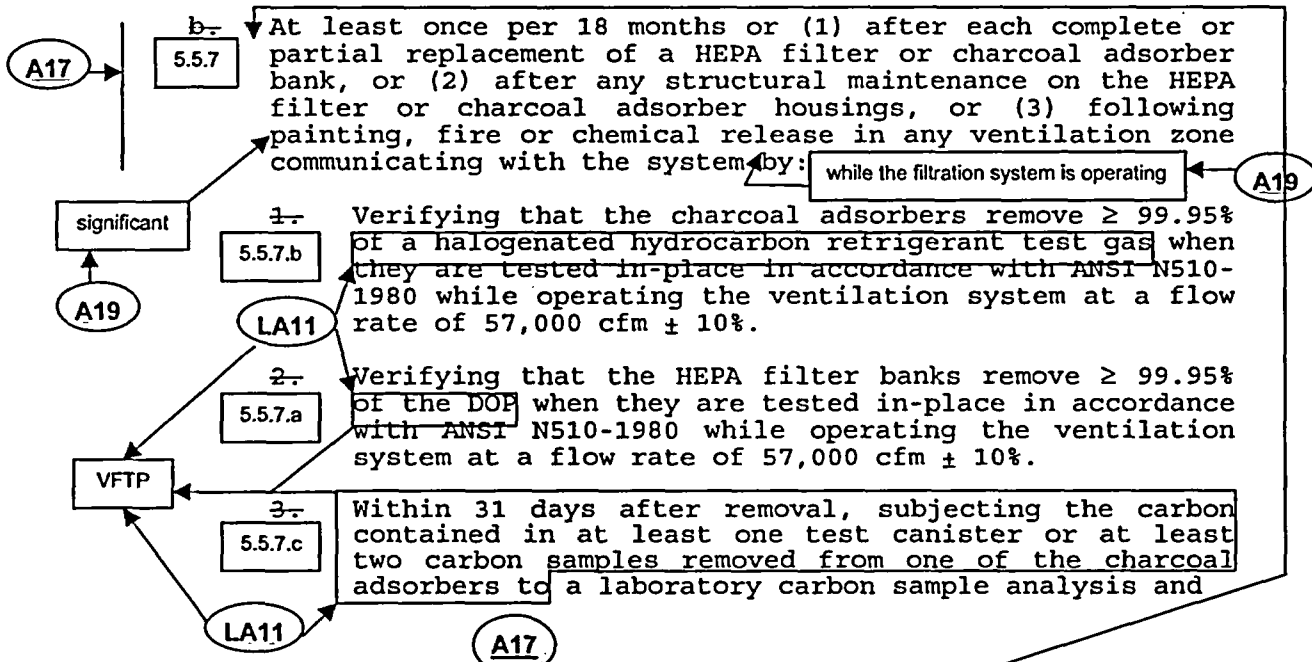 b. At least once per 18 months or (1) after each complete or
5.5.7 partial replacement of a HEPA filter or charcoal adsorber
A17 bank, or (2) after any structural maintenance on the HEPA
filter or charcoal adsorber housings, or (3) following
painting, fire or chemical release in any ventilation zone
communicating with the system by:
while the filtration system is operating
A19
significant
A19
1. Verifying that the charcoal adsorbers remove ≥ 99.95%
5.5.7.b of a halogenated hydrocarbon refrigerant test gas when
they are tested in-place in accordance with ANSI N510-
1980 while operating the ventilation system at a flow
LA11 rate of 57,000 cfm ± 10%.
2. Verifying that the HEPA filter banks remove ≥ 99.95%
5.5.7.a of the DOP when they are tested in-place in accordance
with ANSI N510-1980 while operating the ventilation
system at a flow rate of 57,000 cfm ± 10%.
VFTP
3. Within 31 days after removal, subjecting the carbon
5.5.7.c contained in at least one test canister or at least
two carbon samples removed from one of the charcoal
adsorbers to a laboratory carbon sample analysis and
LA11
A17